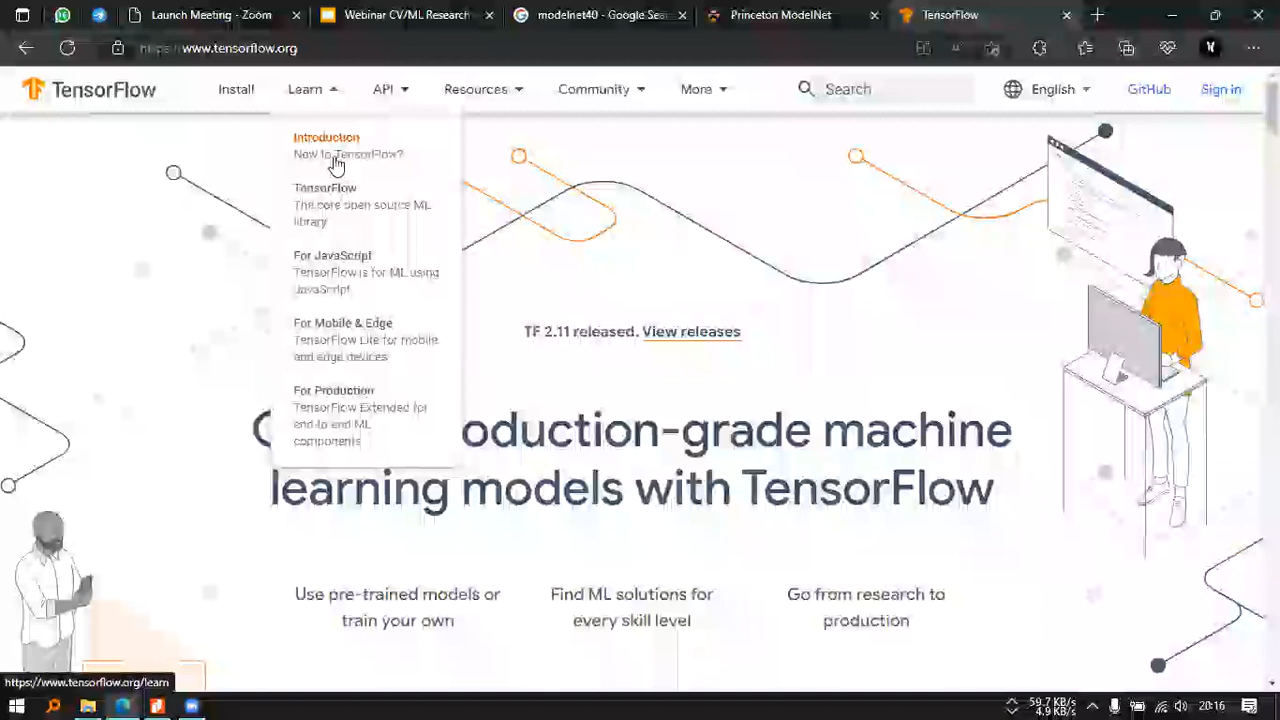 Launch Meeting - Zoom
Webinar CV/ML Research
modelnet40 - Google Sea
Princeton ModelNet
TensorFlow
https://www.tensorflow.org
TensorFlow
Install
Learn
API
Resources
Community
More
Search
English
GitHub
Sign in
Introduction
New to TensorFlow?
TensorFlow
The core open source ML
library
For JavaScript
TensorFlow.js for ML using
JavaScript
For Mobile & Edge
TensorFlow Lite for mobile
and edge devices
For Production
TensorFlow Extended for
end-to-end ML
components
TF 2.11 released. View releases
oduction-grade machine
learning models with TensorFlow
Use pre-trained models or
train your own
Find ML solutions for
every skill level
Go from research to
production
https://www.tensorflow.org/learn
59.7 KB/s
4.9 KB/s
20:16